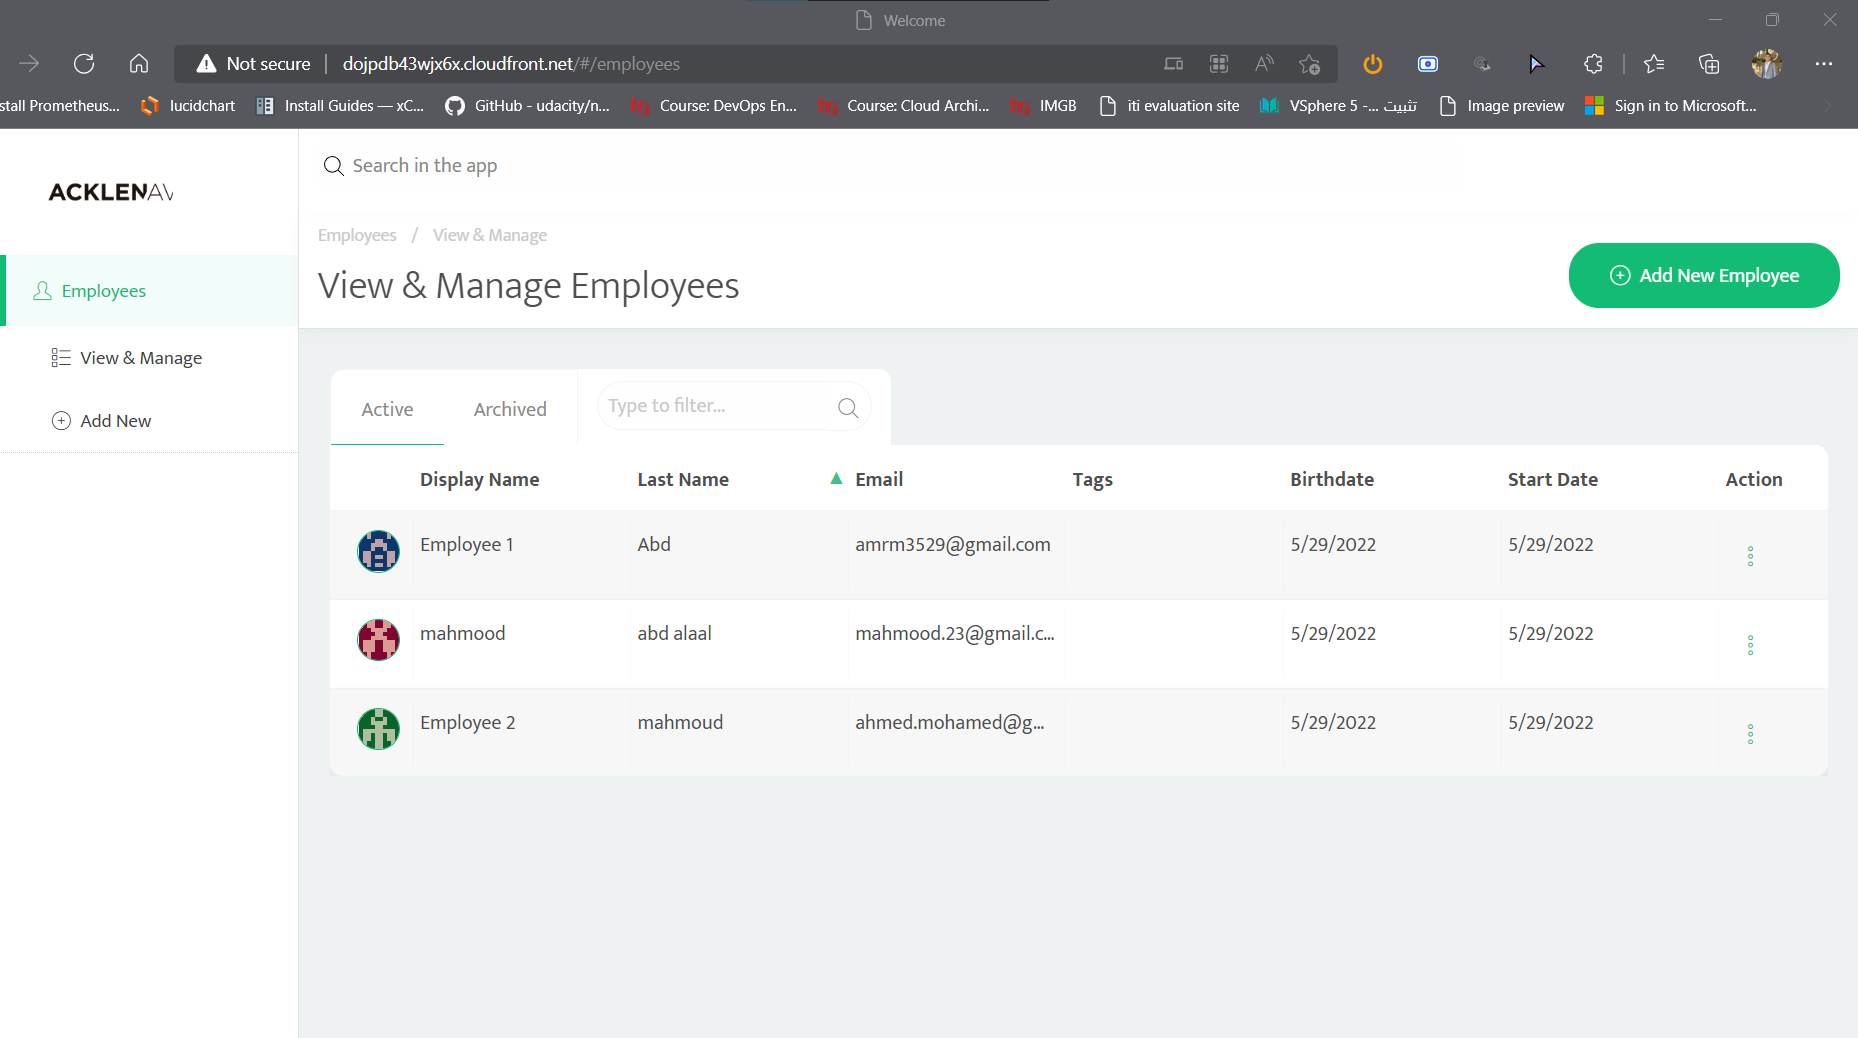 Welcome
Not secure
dojpdb43wjx6x.cloudfront.net/#/employees
stall Prometheus...
lucidchart
Install Guides — xC...
GitHub - udacity/n...
Course: DevOps En...
Course: Cloud Archi...
IMGB
iti evaluation site
VSphere 5 -... تثبيت
Image preview
Sign in to Microsoft...
ACKLENAV
Search in the app
Employees / View & Manage
View & Manage Employees
Add New Employee
Employees
View & Manage
Add New
Active
Archived
Type to filter...
Display Name Last Name Email Tags Birthdate Start Date Action
Employee 1 Abd amrm3529@gmail.com 5/29/2022 5/29/2022
mahmood abd alaal mahmood.23@gmail.c... 5/29/2022 5/29/2022
Employee 2 mahmoud ahmed.mohamed@g... 5/29/2022 5/29/2022